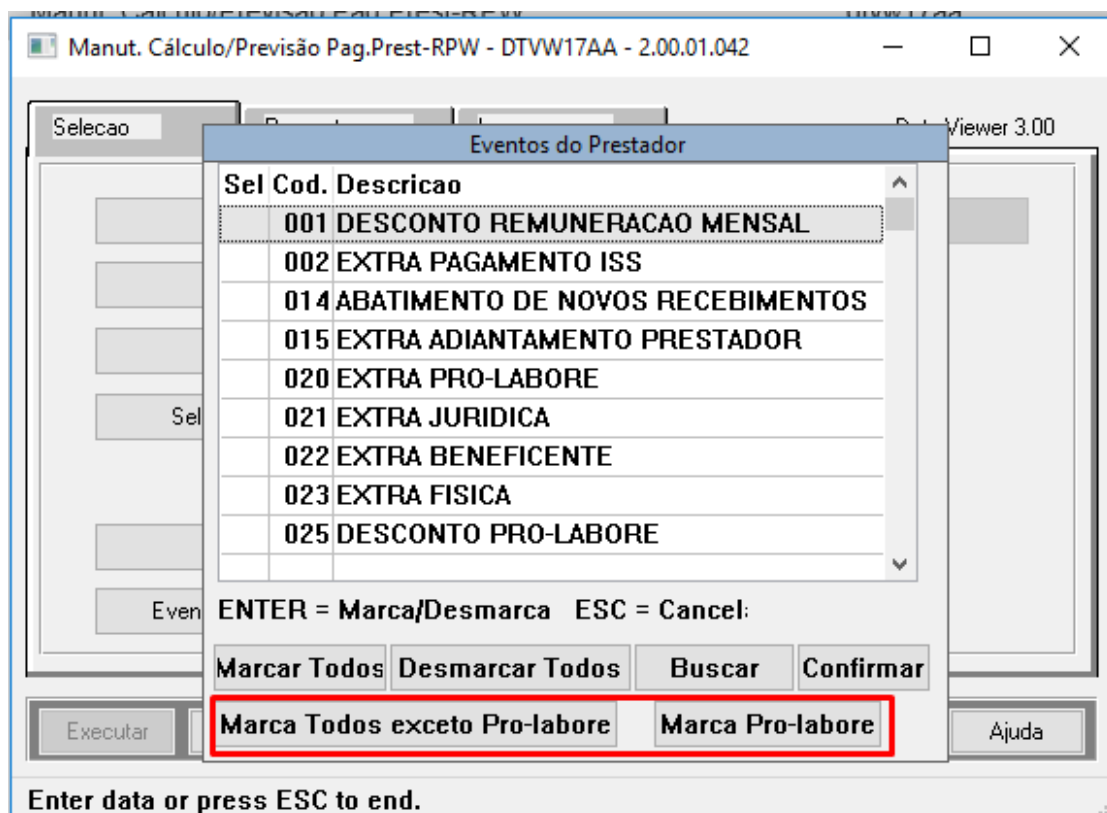 Manut. Cálculo/Previsão Pag.Prest-RPW - DTVW17AA - 2.00.01.042
Selecao
Viewer 3.00
Eventos do Prestador
Sel Cod. Descricao
001 DESCONTO REMUNERACAO MENSAL
002 EXTRA PAGAMENTO ISS
014 ABATIMENTO DE NOVOS RECEBIMENTOS
015 EXTRA ADIANTAMENTO PRESTADOR
020 EXTRA PRO-LABORE
021 EXTRA JURIDICA
022 EXTRA BENEFICENTE
023 EXTRA FISICA
025 DESCONTO PRO-LABORE
Sel
Even
ENTER = Marca/Desmarca ESC = Cancel
Marcar Todos Desmarcar Todos Buscar Confirmar
Marca Todos exceto Pro-labore Marca Pro-labore
Executar Ajuda
Enter data or press ESC to end.